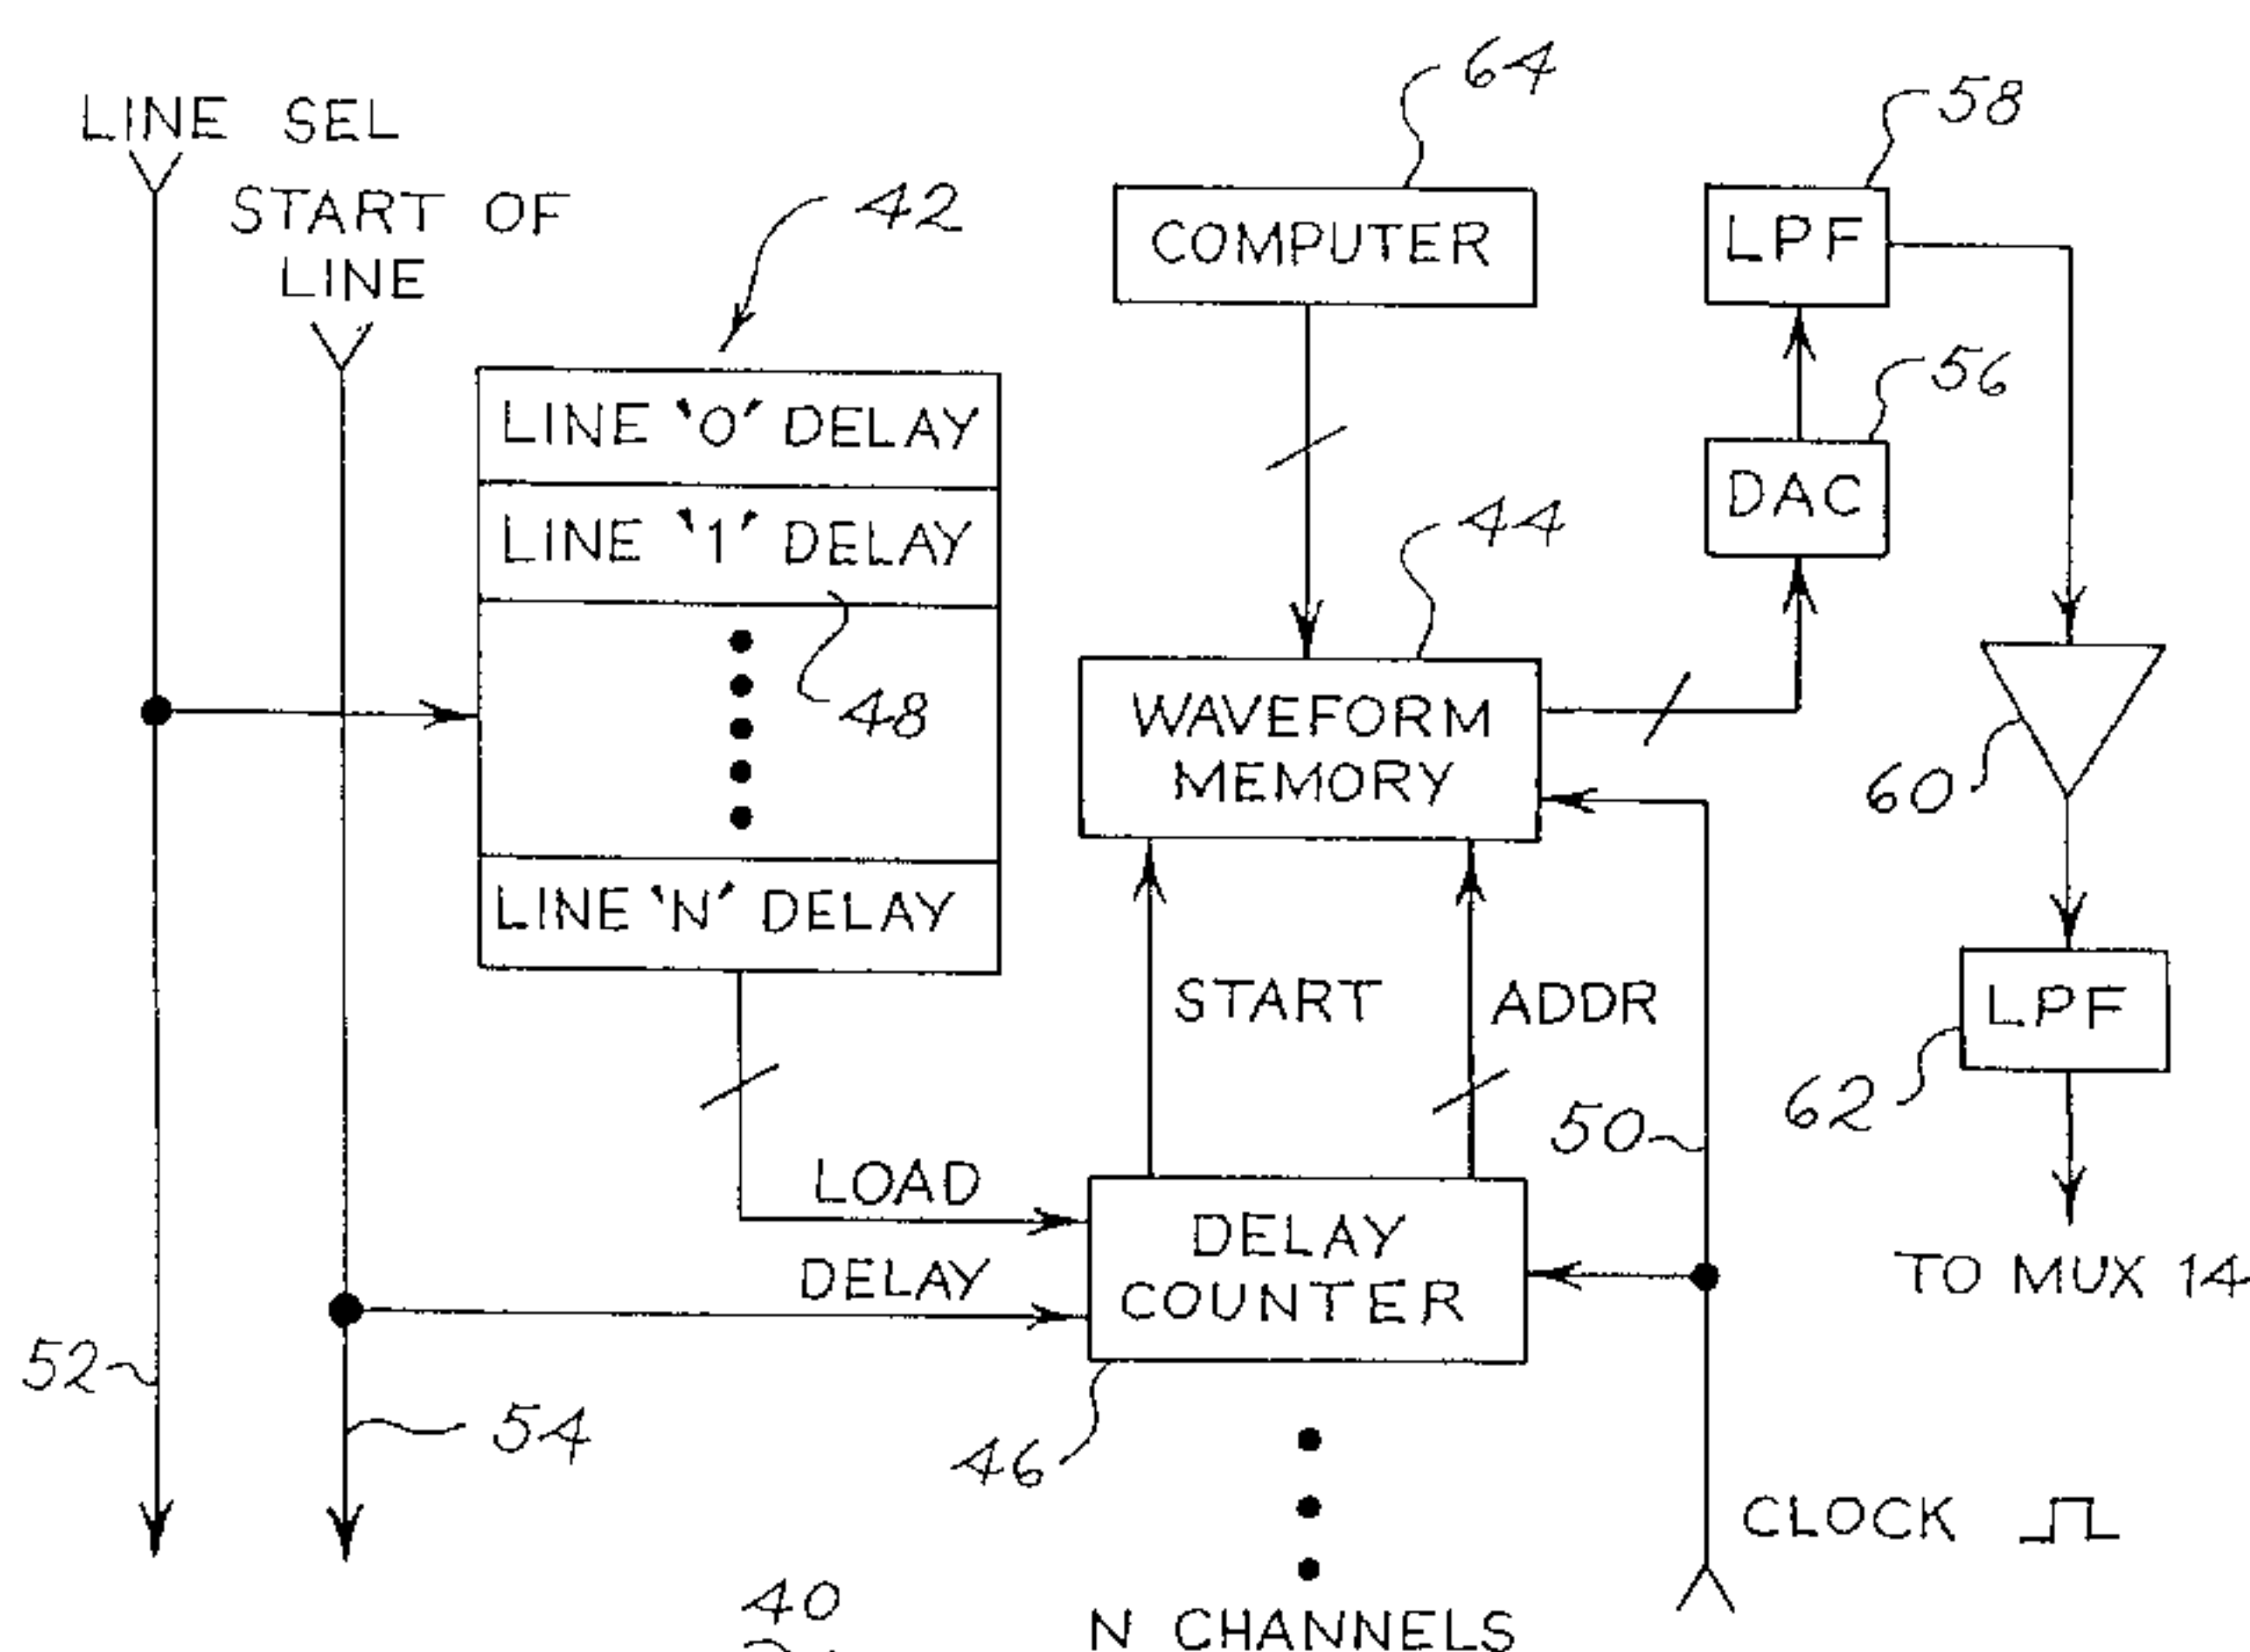 64
58
LINE SEL
START OF
LINE
42
COMPUTER
LPF
56
LINE '0' DELAY
DAC
LINE '1' DELAY
44
48
WAVEFORM
MEMORY
60
LINE 'N' DELAY
START
ADDR
LPF
62
50
LOAD
DELAY
DELAY
COUNTER
TO MUX 14
52
54
46
CLOCK
40
N CHANNELS